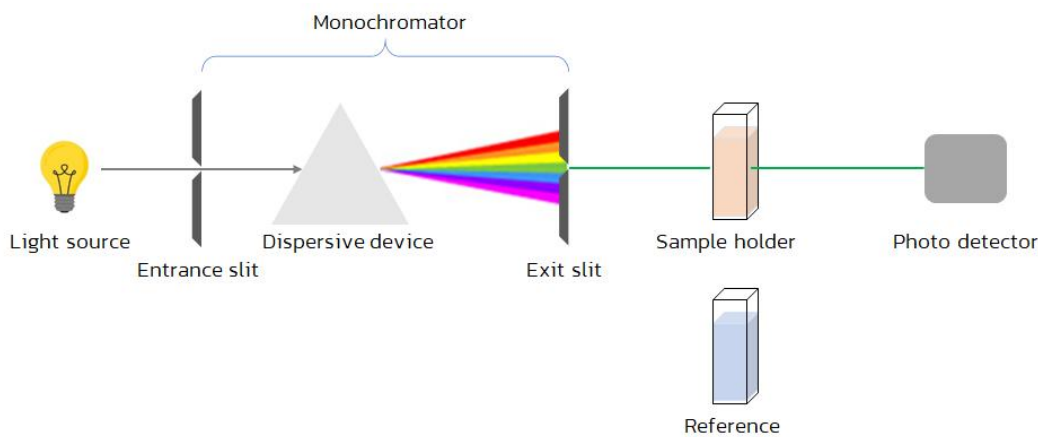 Monochromator
Light source
Entrance slit
Dispersive device
Exit slit
Sample holder
Photo detector
Reference